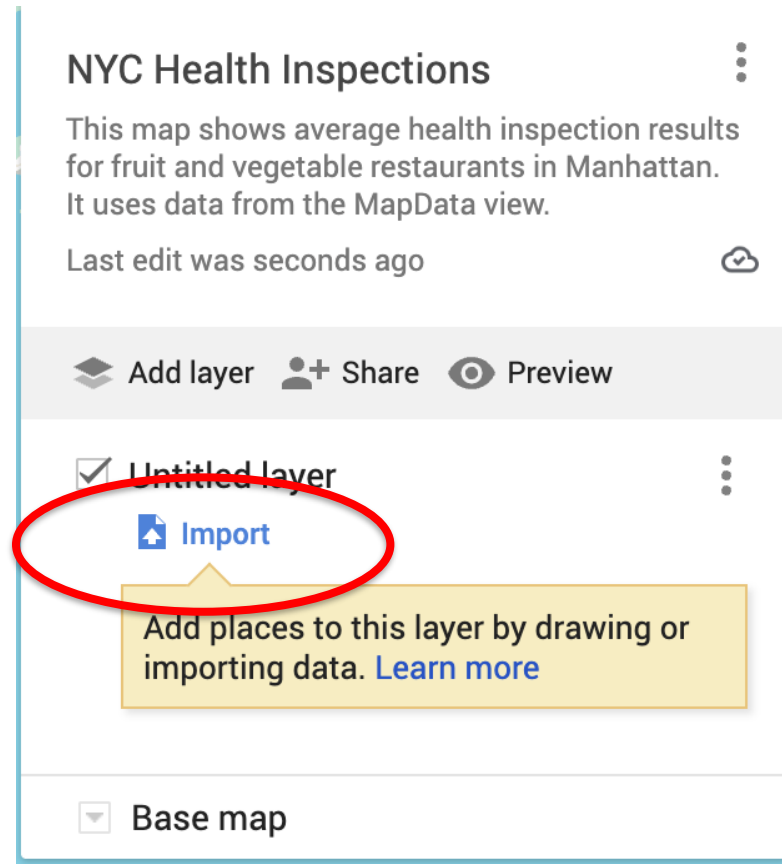 NYC Health Inspections
This map shows average health inspection results
for fruit and vegetable restaurants in Manhattan.
It uses data from the MapData view.
Last edit was seconds ago
Add layer Share Preview
Untitled layer
Import
Add places to this layer by drawing or
importing data. Learn more
Base map